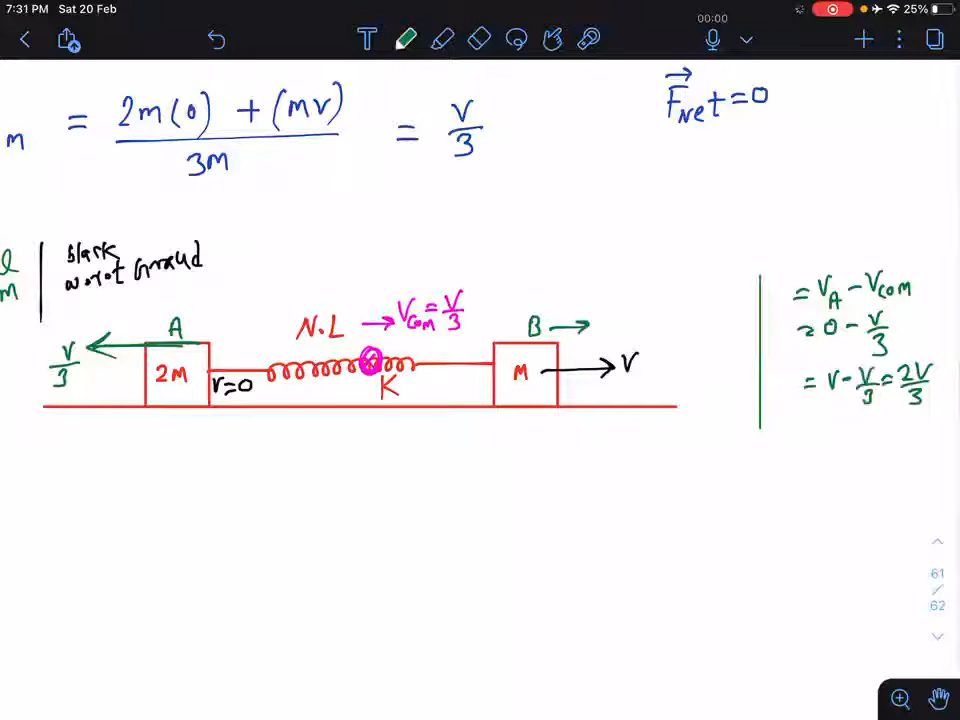 7:31 PM Sat 20 Feb
00:00
25%
T
m = 2m(0) + (mv) / 3m = v/3
F⃗Net = 0
l
m
black
w.r.t Ground
N.L → VCOM = v/3
A
B →
v/3
2m
v=0
K
m
v
= VA - VCOM
= 0 - v/3
= v - v/3 = 2v/3
61
/
62